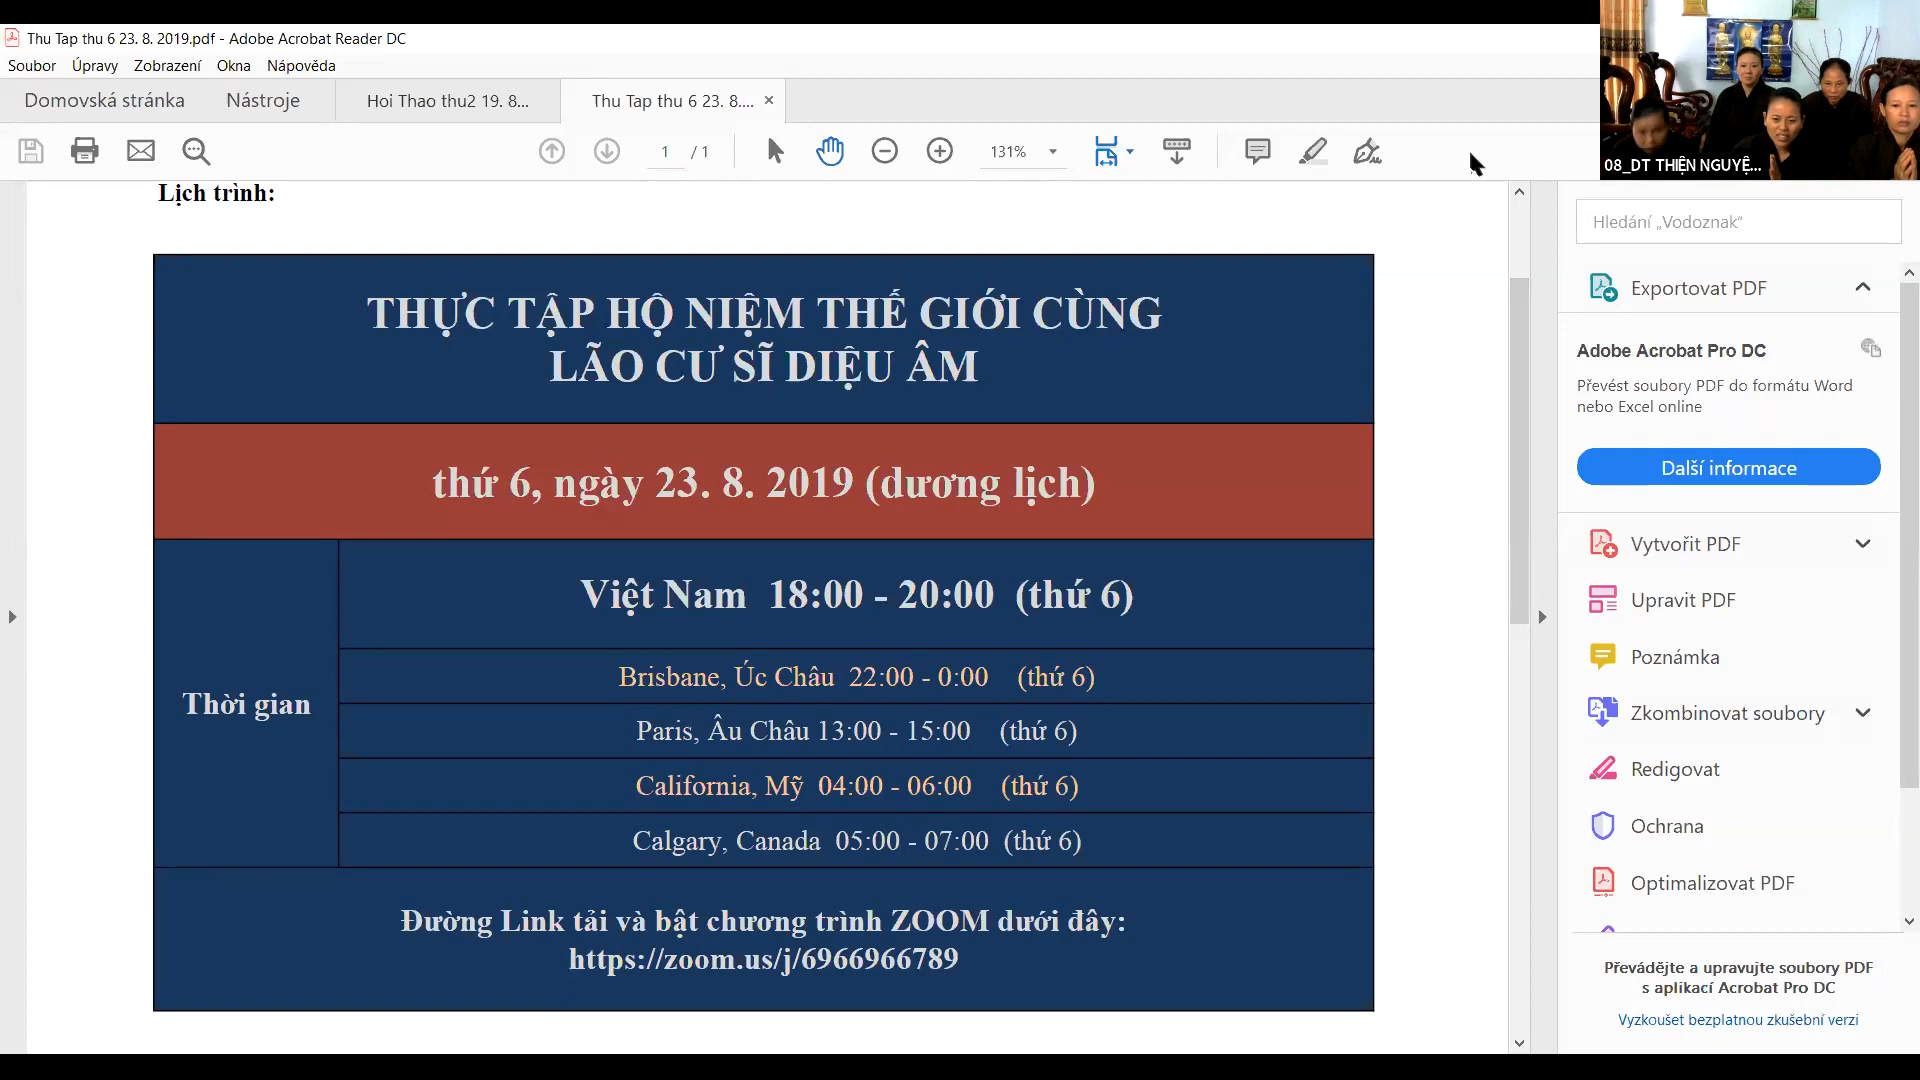 Thu Tap thu 6 23. 8. 2019.pdf - Adobe Acrobat Reader DC
Soubor Úpravy Zobrazení Okna Nápověda
Domovská stránka Nástroje Hoi Thao thu2 19. 8... Thu Tap thu 6 23. 8.... ×
1 / 1 131%
08_DT THIỆN NGUYỆ...
Lịch trình:
THỰC TẬP HỘ NIỆM THẾ GIỚI CÙNG
LÃO CƯ SĨ DIỆU ÂM
thứ 6, ngày 23. 8. 2019 (dương lịch)
Thời gian
Việt Nam 18:00 - 20:00 (thứ 6)
Brisbane, Úc Châu 22:00 - 0:00 (thứ 6)
Paris, Âu Châu 13:00 - 15:00 (thứ 6)
California, Mỹ 04:00 - 06:00 (thứ 6)
Calgary, Canada 05:00 - 07:00 (thứ 6)
Đường Link tải và bật chương trình ZOOM dưới đây:
https://zoom.us/j/6966966789
Hledání „Vodoznak“
Exportovat PDF
Adobe Acrobat Pro DC
Převést soubory PDF do formátu Word
nebo Excel online
Další informace
Vytvořit PDF
Upravit PDF
Poznámka
Zkombinovat soubory
Redigovat
Ochrana
Optimalizovat PDF
Převádějte a upravujte soubory PDF
s aplikací Acrobat Pro DC
Vyzkoušet bezplatnou zkušební verzi